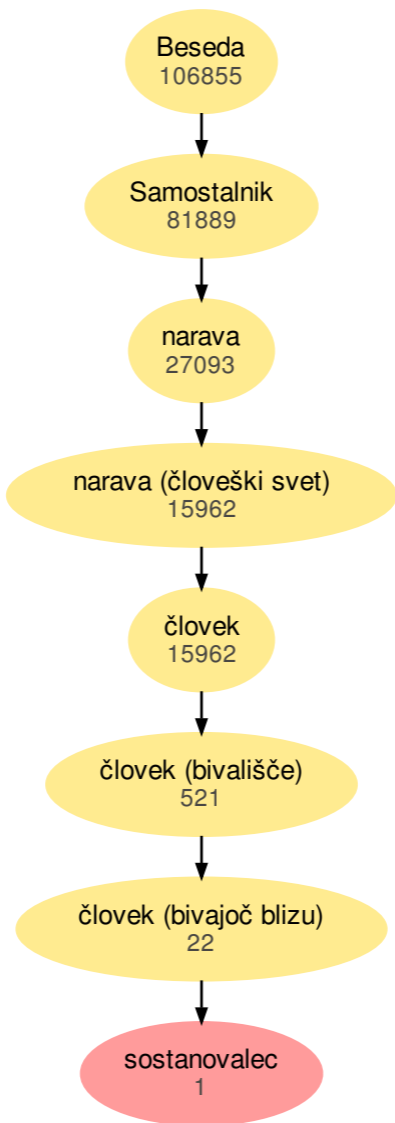 Beseda
106855
Samostalnik
81889
narava
27093
narava (človeški svet)
15962
človek
15962
človek (bivališče)
521
človek (bivajoč blizu)
22
sostanovalec
1